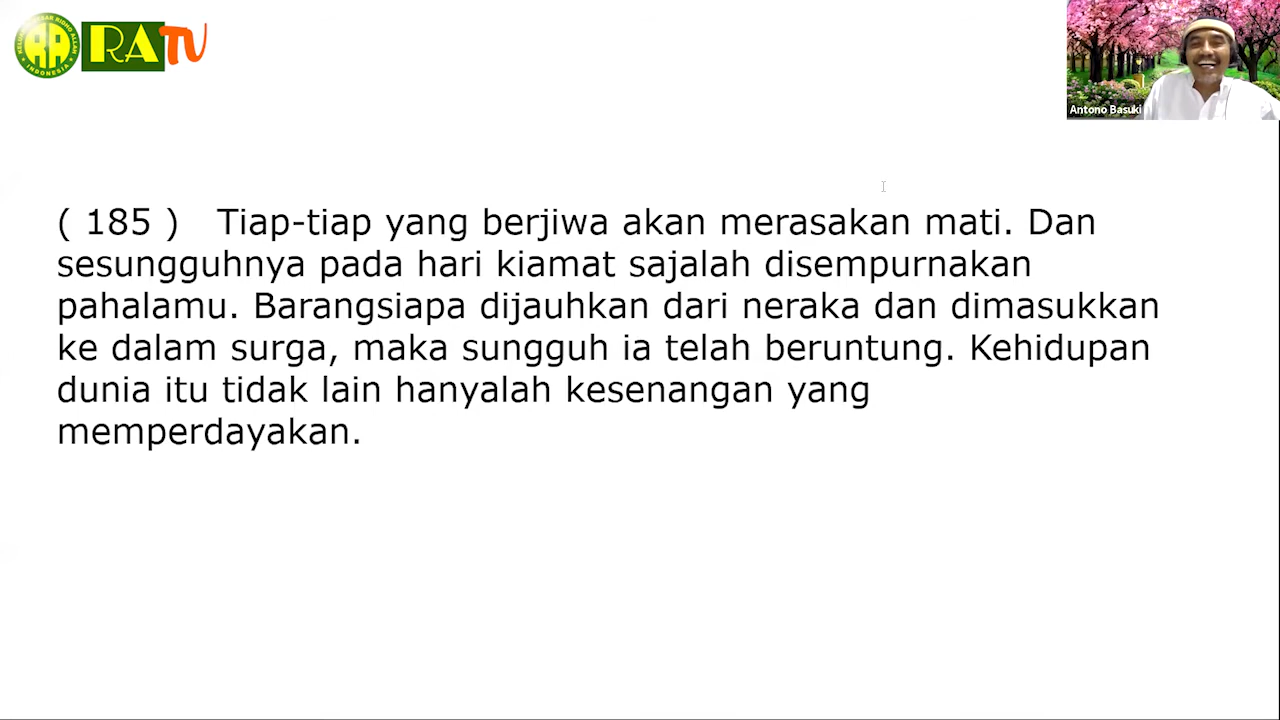 RATV
Antono Basuki
( 185 ) Tiap-tiap yang berjiwa akan merasakan mati. Dan
sesungguhnya pada hari kiamat sajalah disempurnakan
pahalamu. Barangsiapa dijauhkan dari neraka dan dimasukkan
ke dalam surga, maka sungguh ia telah beruntung. Kehidupan
dunia itu tidak lain hanyalah kesenangan yang
memperdayakan.